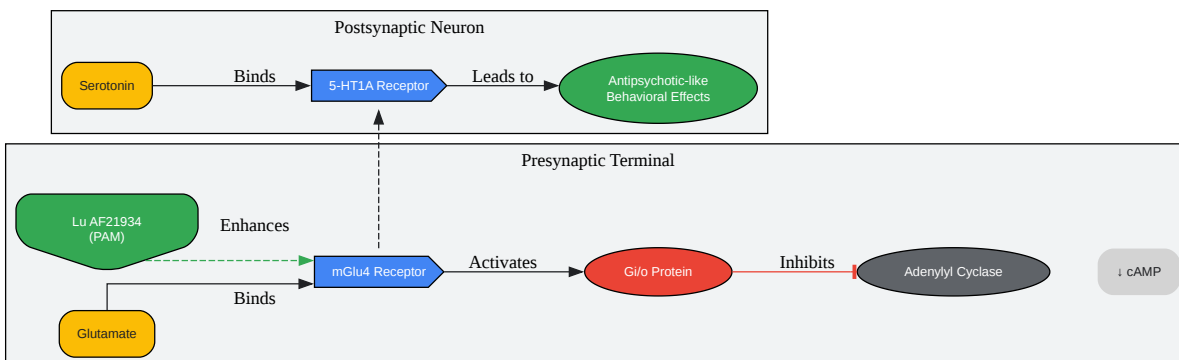 Postsynaptic Neuron
Serotonin
Binds
5-HT1A Receptor
Leads to
Antipsychotic-like
Behavioral Effects
Presynaptic Terminal
Lu AF21934
(PAM)
Enhances
mGlu4 Receptor
Activates
Gi/o Protein
Inhibits
Adenylyl Cyclase
↓ cAMP
Binds
Glutamate